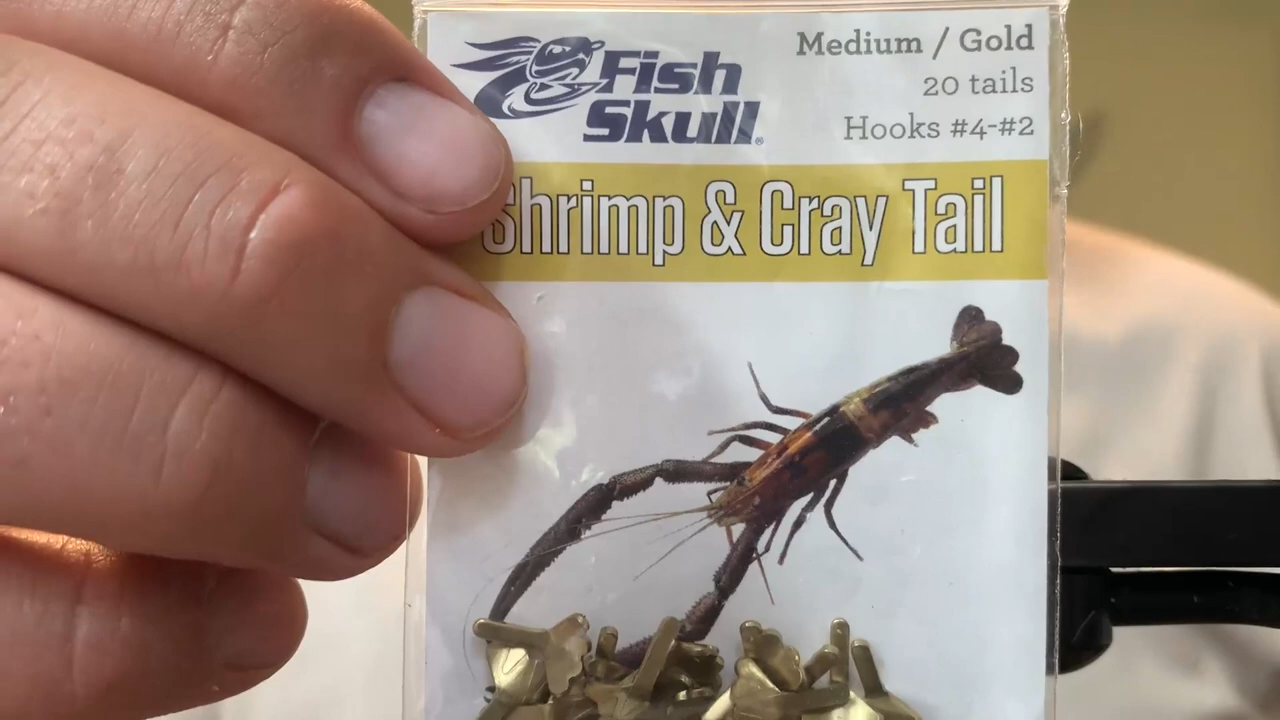 Fish
Skull®
Medium / Gold
20 tails
Hooks #4-#2
Shrimp & Cray Tail